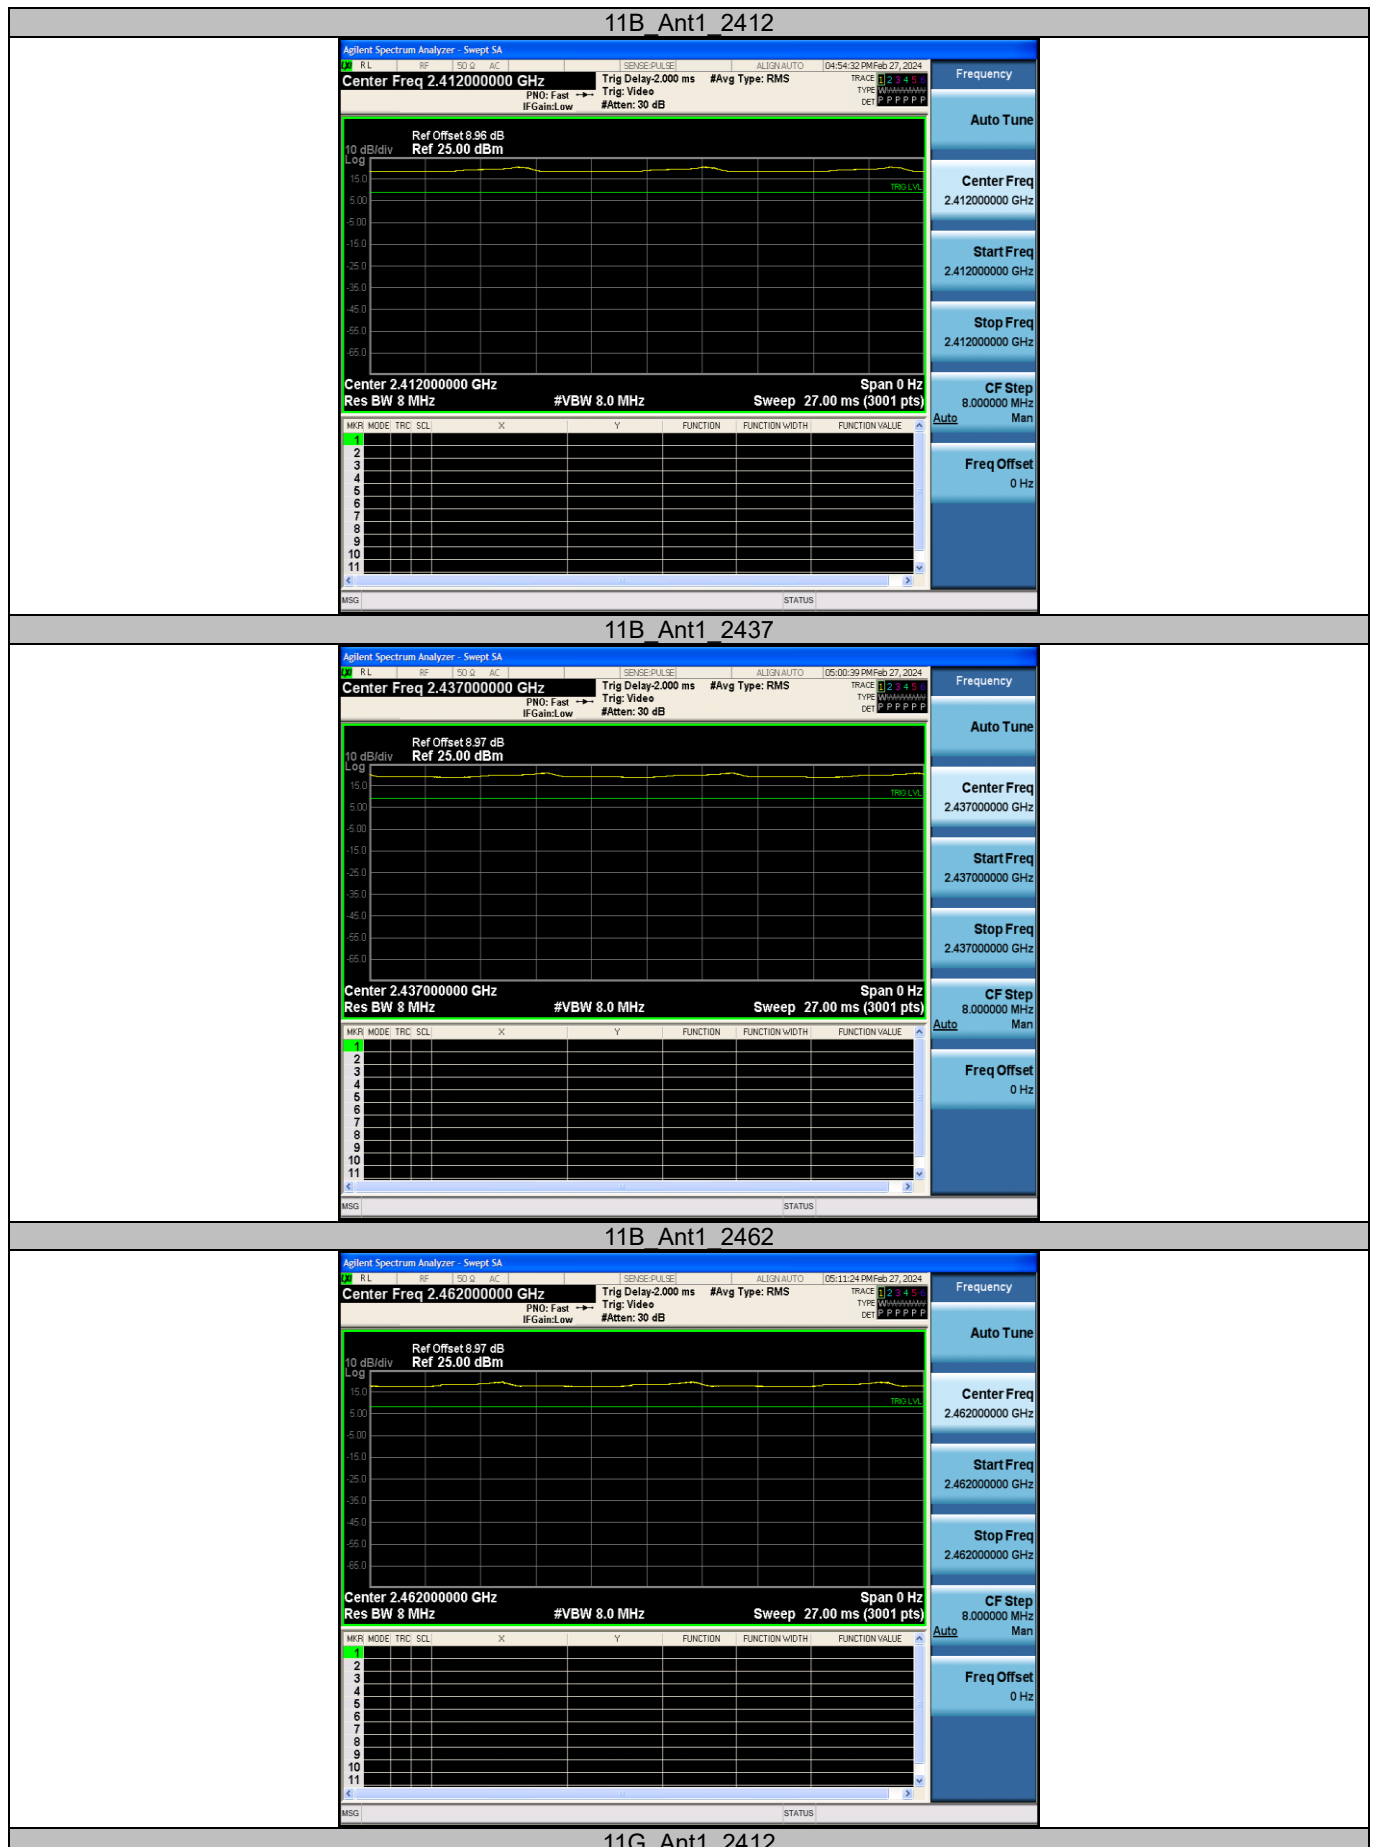 11B_Ant1_2412
Agilent Spectrum Analyzer - Swept SA
RL RF 50 Ω AC SENSE:PULSE ALIGN AUTO 04:54:32 PM Feb 27, 2024
Center Freq 2.412000000 GHz
PNO: Fast
IFGain:Low
Trig Delay-2.000 ms #Avg Type: RMS
Trig: Video
#Atten: 30 dB
TRACE 1 2 3 4 5 6
TYPE
DET P P P P P P
Frequency
Ref Offset 8.96 dB
10 dB/div Ref 25.00 dBm
Log
15.0
5.00
-5.00
-15.0
-25.0
-35.0
-45.0
-55.0
-65.0
TRIG LVL
Center 2.412000000 GHz Span 0 Hz
Res BW 8 MHz #VBW 8.0 MHz Sweep 27.00 ms (3001 pts)
MKR MODE TRC SCL X Y FUNCTION FUNCTION WIDTH FUNCTION VALUE
1
2
3
4
5
6
7
8
9
10
11
MSG STATUS
Auto Tune
Center Freq
2.412000000 GHz
Start Freq
2.412000000 GHz
Stop Freq
2.412000000 GHz
CF Step
8.000000 MHz
Auto Man
Freq Offset
0 Hz
11B_Ant1_2437
Agilent Spectrum Analyzer - Swept SA
RL RF 50 Ω AC SENSE:PULSE ALIGN AUTO 05:00:39 PM Feb 27, 2024
Center Freq 2.437000000 GHz
PNO: Fast
IFGain:Low
Trig Delay-2.000 ms #Avg Type: RMS
Trig: Video
#Atten: 30 dB
TRACE 1 2 3 4 5 6
TYPE
DET P P P P P P
Frequency
Ref Offset 8.97 dB
10 dB/div Ref 25.00 dBm
Log
15.0
5.00
-5.00
-15.0
-25.0
-35.0
-45.0
-55.0
-65.0
TRIG LVL
Center 2.437000000 GHz Span 0 Hz
Res BW 8 MHz #VBW 8.0 MHz Sweep 27.00 ms (3001 pts)
MKR MODE TRC SCL X Y FUNCTION FUNCTION WIDTH FUNCTION VALUE
1
2
3
4
5
6
7
8
9
10
11
MSG STATUS
Auto Tune
Center Freq
2.437000000 GHz
Start Freq
2.437000000 GHz
Stop Freq
2.437000000 GHz
CF Step
8.000000 MHz
Auto Man
Freq Offset
0 Hz
11B_Ant1_2462
Agilent Spectrum Analyzer - Swept SA
RL RF 50 Ω AC SENSE:PULSE ALIGN AUTO 05:11:24 PM Feb 27, 2024
Center Freq 2.462000000 GHz
PNO: Fast
IFGain:Low
Trig Delay-2.000 ms #Avg Type: RMS
Trig: Video
#Atten: 30 dB
TRACE 1 2 3 4 5 6
TYPE
DET P P P P P P
Frequency
Ref Offset 8.97 dB
10 dB/div Ref 25.00 dBm
Log
15.0
5.00
-5.00
-15.0
-25.0
-35.0
-45.0
-55.0
-65.0
TRIG LVL
Center 2.462000000 GHz Span 0 Hz
Res BW 8 MHz #VBW 8.0 MHz Sweep 27.00 ms (3001 pts)
MKR MODE TRC SCL X Y FUNCTION FUNCTION WIDTH FUNCTION VALUE
1
2
3
4
5
6
7
8
9
10
11
MSG STATUS
Auto Tune
Center Freq
2.462000000 GHz
Start Freq
2.462000000 GHz
Stop Freq
2.462000000 GHz
CF Step
8.000000 MHz
Auto Man
Freq Offset
0 Hz
11G_Ant1_2412